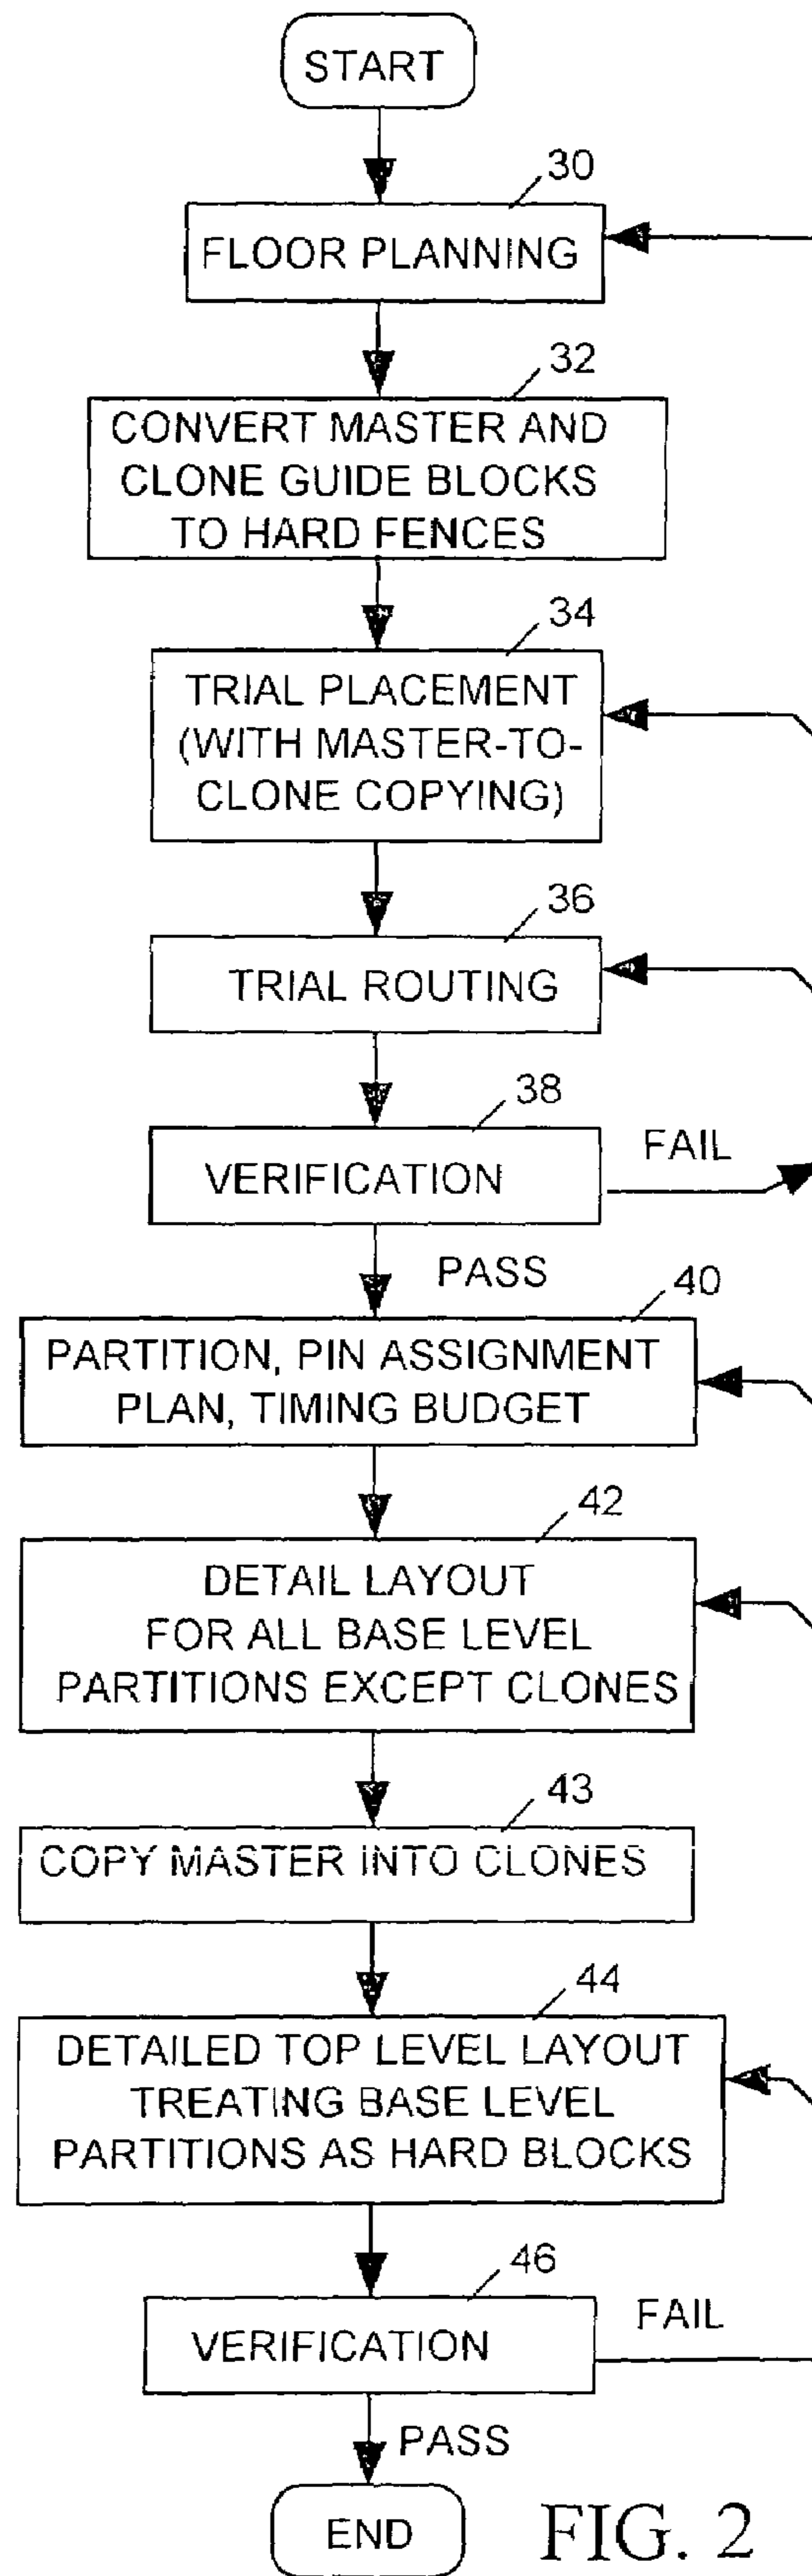 START
30
FLOOR PLANNING
32
CONVERT MASTER AND
CLONE GUIDE BLOCKS
TO HARD FENCES
34
TRIAL PLACEMENT
(WITH MASTER-TO-
CLONE COPYING)
36
TRIAL ROUTING
38
VERIFICATION
FAIL
PASS
40
PARTITION, PIN ASSIGNMENT
PLAN, TIMING BUDGET
42
DETAIL LAYOUT
FOR ALL BASE LEVEL
PARTITIONS EXCEPT CLONES
43
COPY MASTER INTO CLONES
44
DETAILED TOP LEVEL LAYOUT
TREATING BASE LEVEL
PARTITIONS AS HARD BLOCKS
46
VERIFICATION
FAIL
PASS
END
FIG. 2